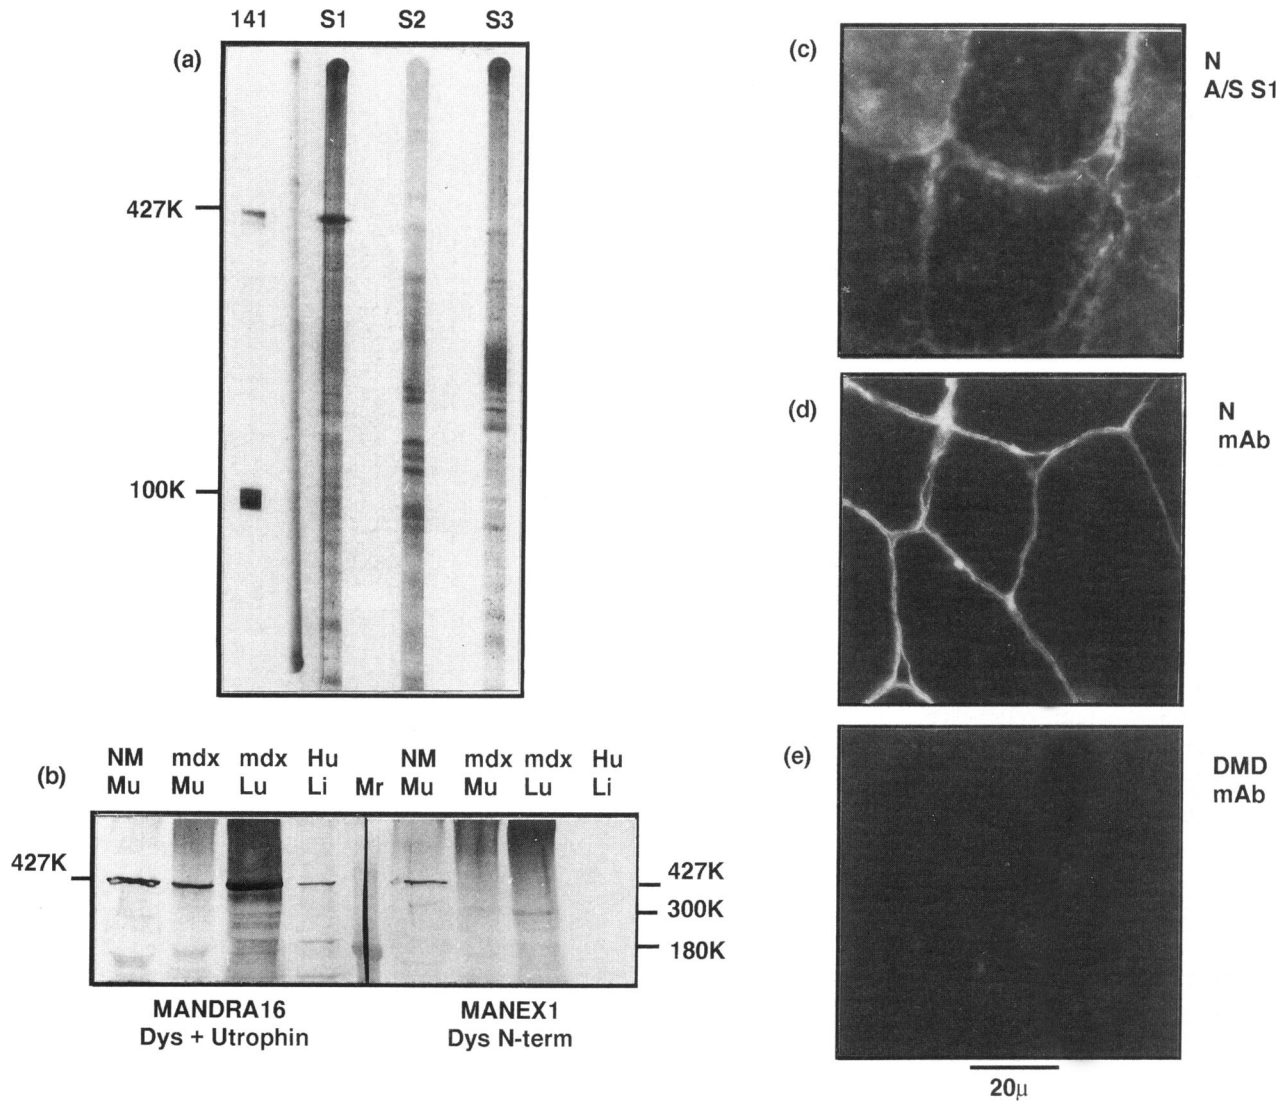 141 S1 S2 S3
(a)
427K
100K
(b)
NM mdx mdx Hu NM mdx mdx Hu
Mu Mu Lu Li Mr Mu Mu Lu Li
427K
427K
300K
180K
MANDRA16
Dys + Utrophin
MANEX1
Dys N-term
(c)
N
A/S S1
(d)
N
mAb
(e)
DMD
mAb
20μ